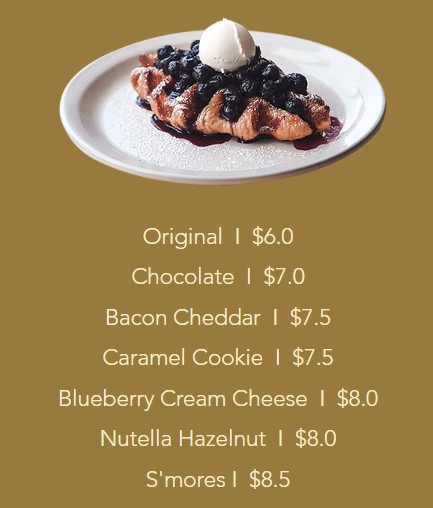 Original I $6.0
Chocolate I $7.0
Bacon Cheddar I $7.5
Caramel Cookie I $7.5
Blueberry Cream Cheese I $8.0
Nutella Hazelnut I $8.0
S'mores I $8.5